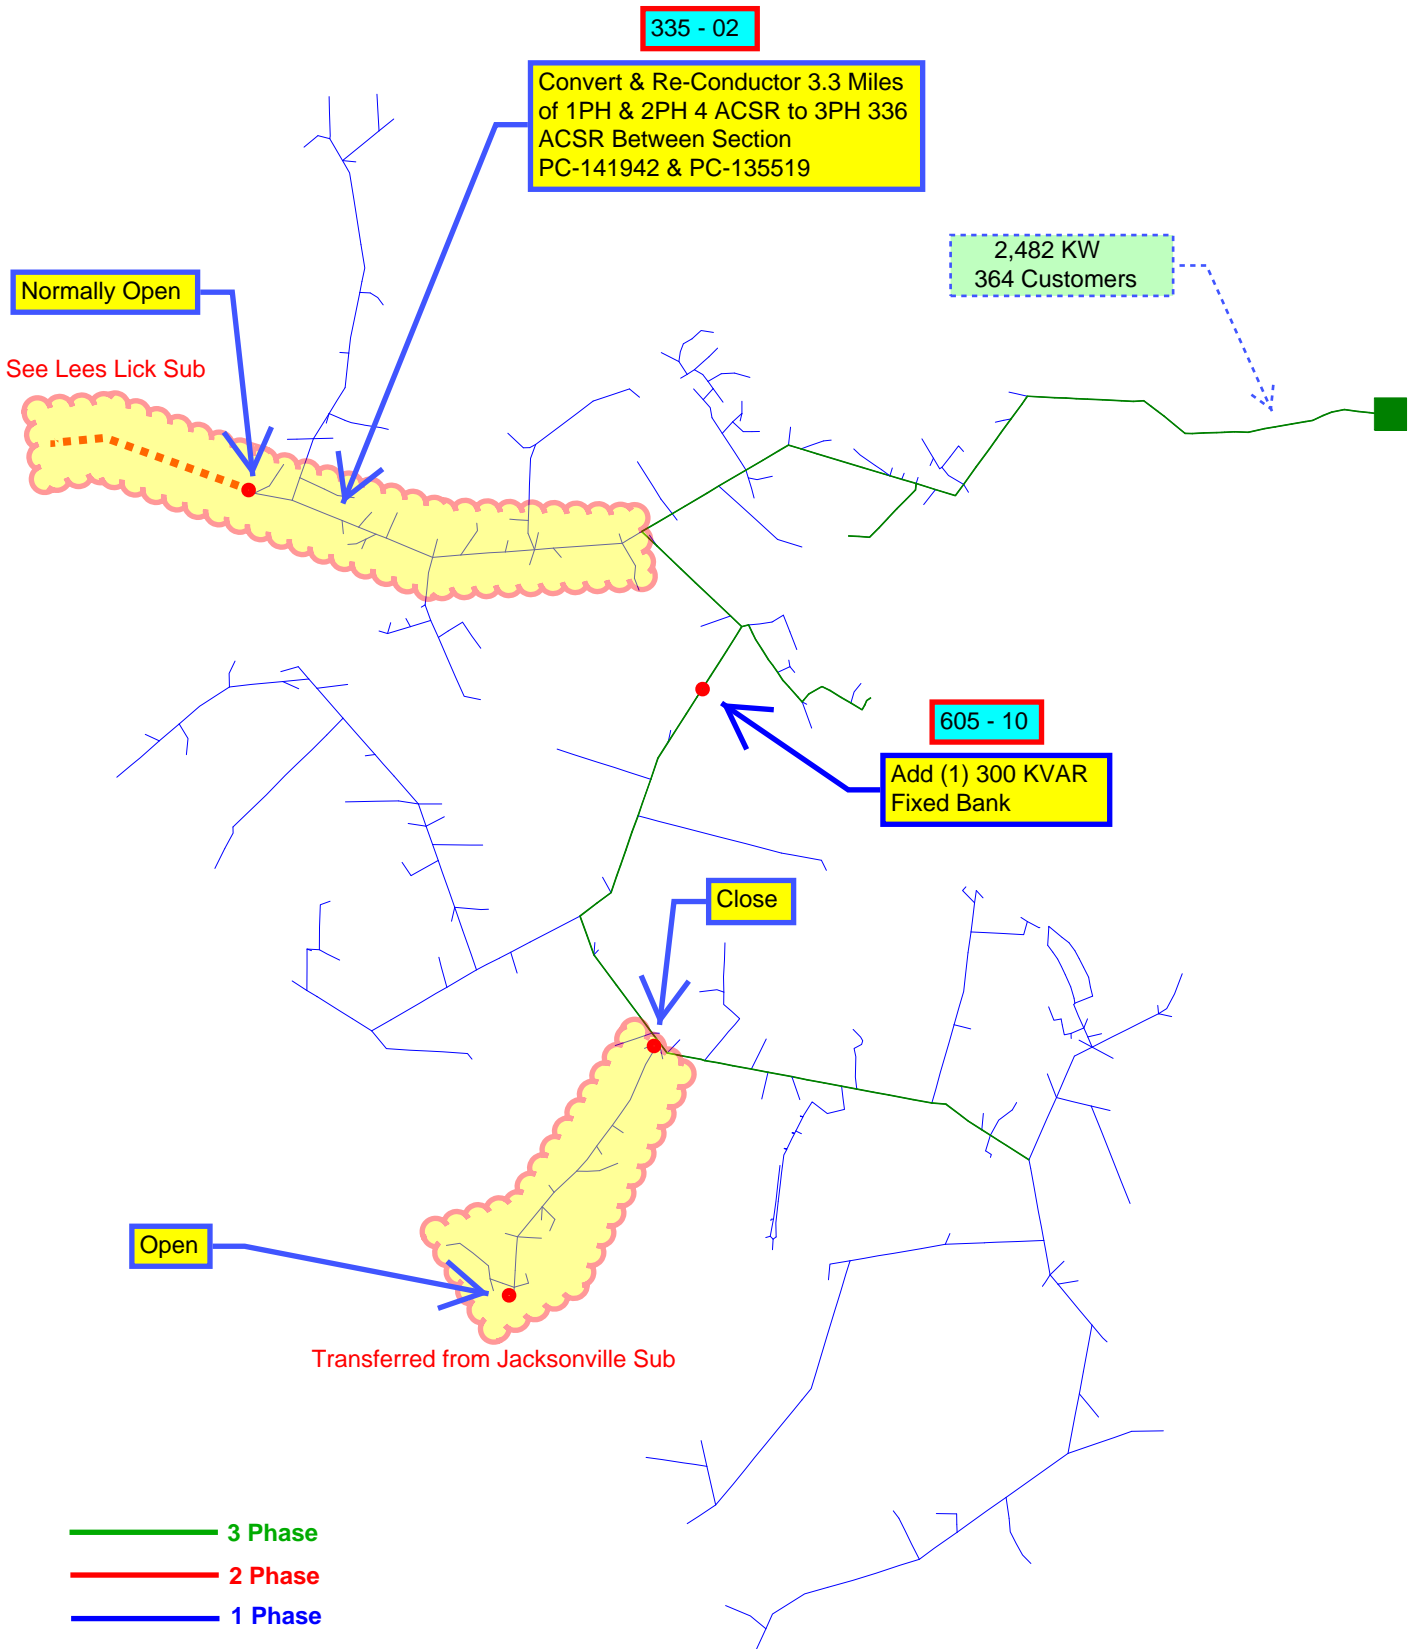 335 - 02
Convert & Re-Conductor 3.3 Miles
of 1PH & 2PH 4 ACSR to 3PH 336
ACSR Between Section
PC-141942 & PC-135519
2,482 KW
364 Customers
Normally Open
See Lees Lick Sub
605 - 10
Add (1) 300 KVAR
Fixed Bank
Close
Open
Transferred from Jacksonville Sub
3 Phase
2 Phase
1 Phase